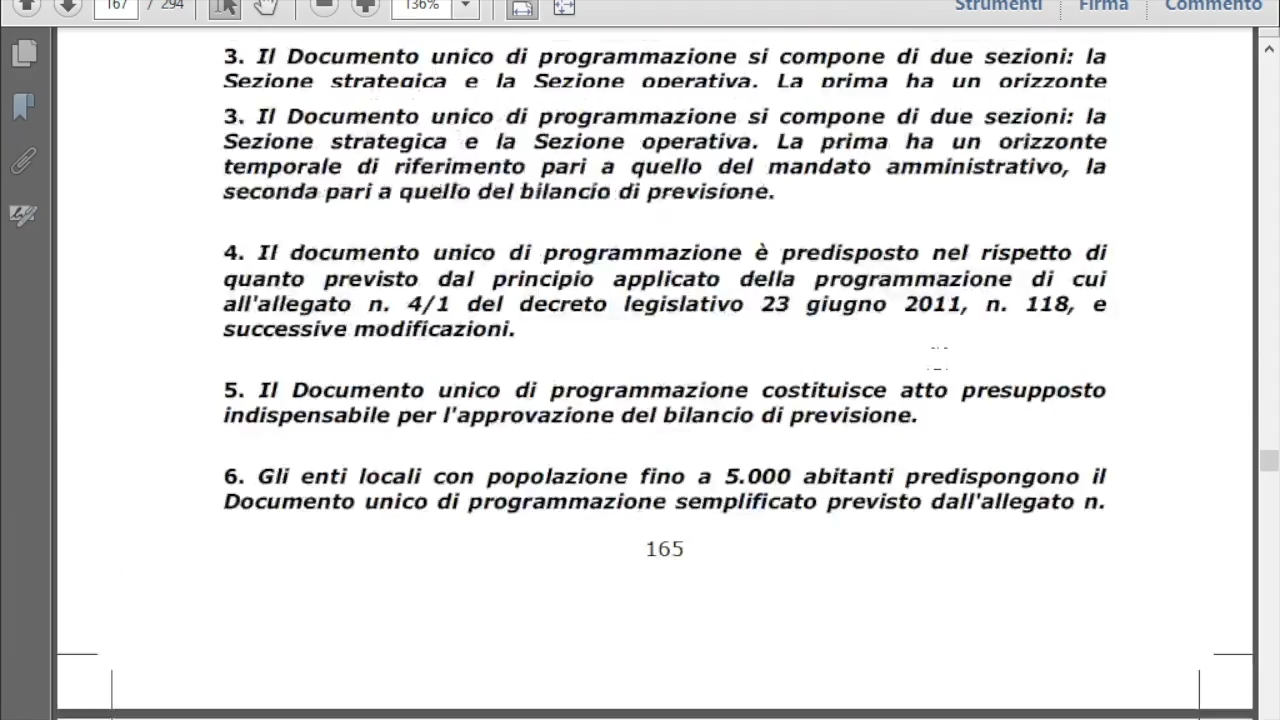 167 / 294
136%
Strumenti Firma Commento
3. Il Documento unico di programmazione si compone di due sezioni: la
Sezione strategica e la Sezione operativa. La prima ha un orizzonte
3. Il Documento unico di programmazione si compone di due sezioni: la
Sezione strategica e la Sezione operativa. La prima ha un orizzonte
temporale di riferimento pari a quello del mandato amministrativo, la
seconda pari a quello del bilancio di previsione.
4. Il documento unico di programmazione è predisposto nel rispetto di
quanto previsto dal principio applicato della programmazione di cui
all'allegato n. 4/1 del decreto legislativo 23 giugno 2011, n. 118, e
successive modificazioni.
5. Il Documento unico di programmazione costituisce atto presupposto
indispensabile per l'approvazione del bilancio di previsione.
6. Gli enti locali con popolazione fino a 5.000 abitanti predispongono il
Documento unico di programmazione semplificato previsto dall'allegato n.
165